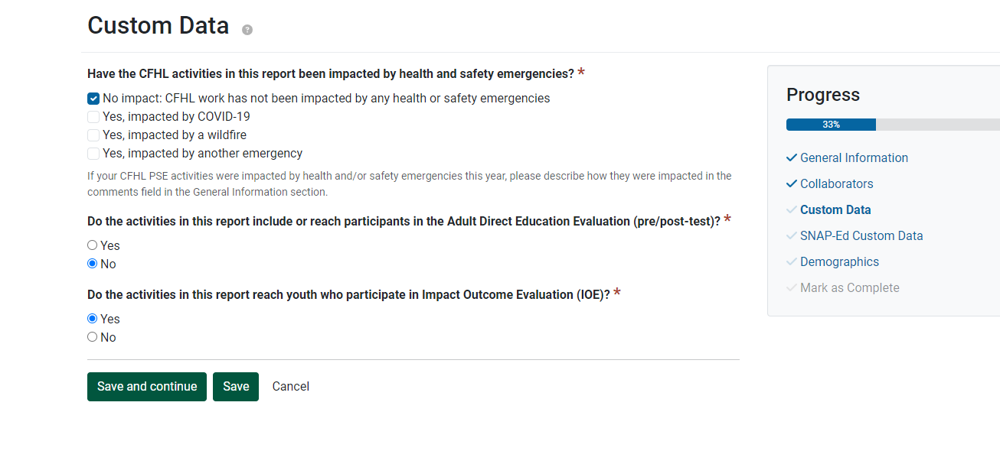 Custom Data
?
Have the CFHL activities in this report been impacted by health and safety emergencies? *
No impact: CFHL work has not been impacted by any health or safety emergencies
Yes, impacted by COVID-19
Yes, impacted by a wildfire
Yes, impacted by another emergency
If your CFHL PSE activities were impacted by health and/or safety emergencies this year, please describe how they were impacted in the
comments field in the General Information section.
Do the activities in this report include or reach participants in the Adult Direct Education Evaluation (pre/post-test)? *
Yes
No
Do the activities in this report reach youth who participate in Impact Outcome Evaluation (IOE)? *
Yes
No
Save and continue
Save
Cancel
Progress
33%
General Information
Collaborators
Custom Data
SNAP-Ed Custom Data
Demographics
Mark as Complete